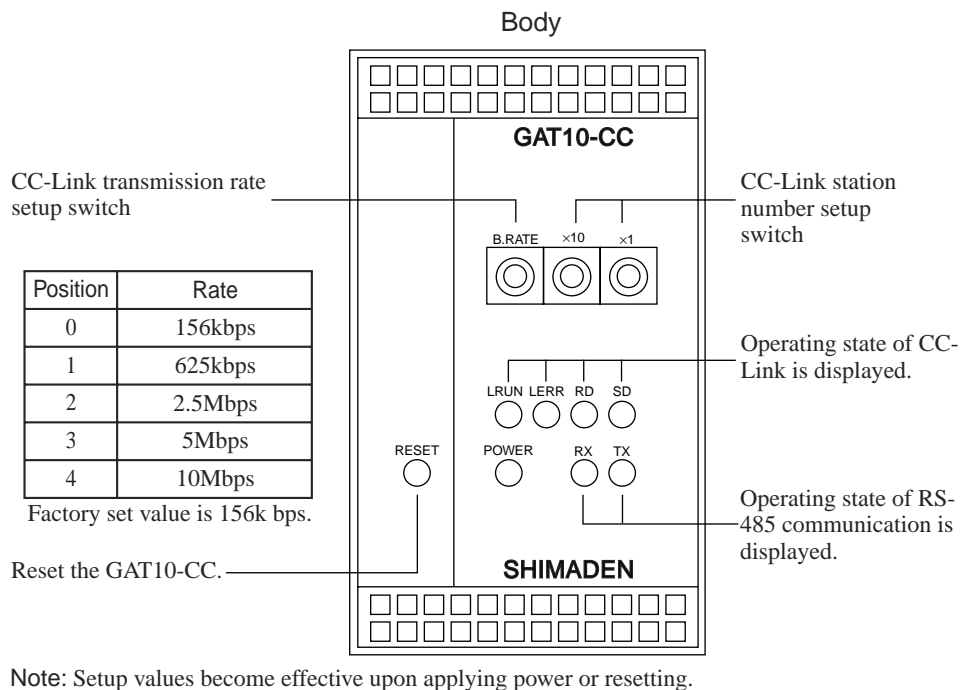 Body
GAT10-CC
CC-Link transmission rate
setup switch
CC-Link station
number setup
switch
B.RATE ×10 ×1
Position Rate
0 156kbps
1 625kbps
2 2.5Mbps
3 5Mbps
4 10Mbps
Factory set value is 156k bps.
Operating state of CC-
Link is displayed.
LRUN LERR RD SD
RESET POWER RX TX
Operating state of RS-
485 communication is
displayed.
Reset the GAT10-CC.
SHIMADEN
Note: Setup values become effective upon applying power or resetting.